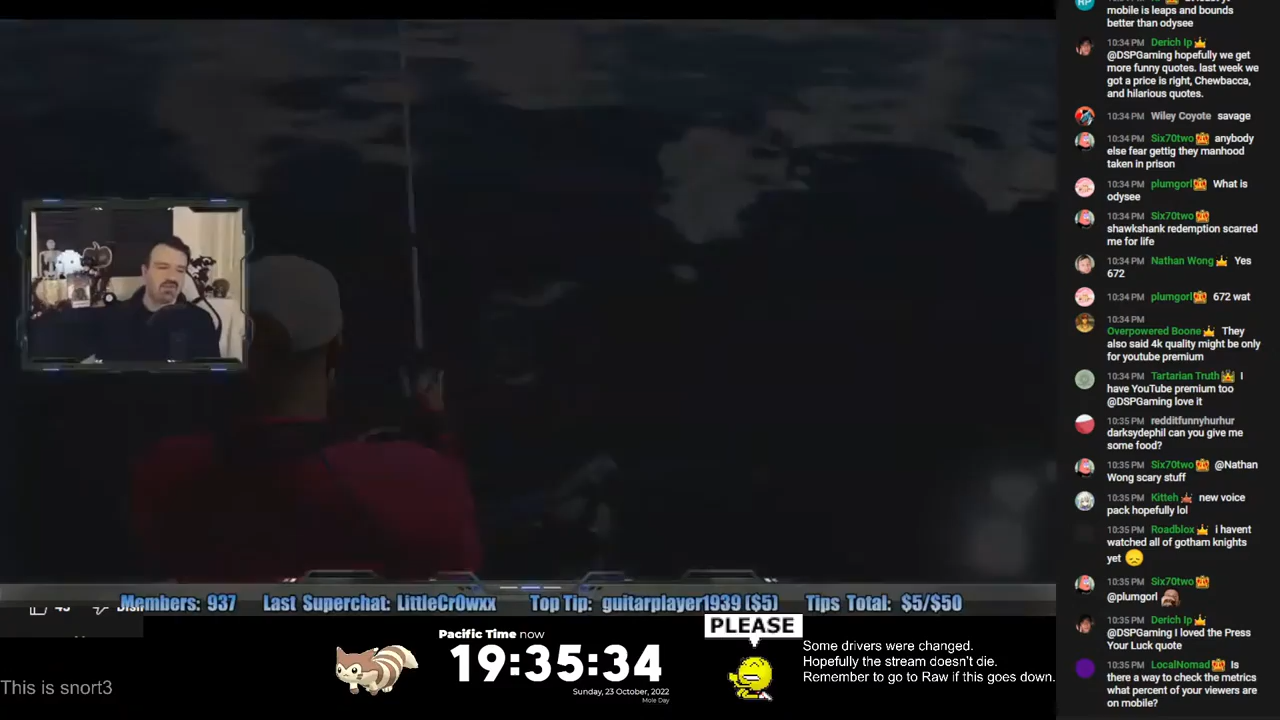 mobile is leaps and bounds
better than odysee
10:34 PM Derich Ip
@DSPGaming hopefully we get
more funny quotes. last week we
got a price is right, Chewbacca,
and hilarious quotes.
10:34 PM Wiley Coyote savage
10:34 PM Six70two anybody
else fear gettig they manhood
taken in prison
10:34 PM plumgorl What is
odysee
10:34 PM Six70two
shawkshank redemption scarred
me for life
10:34 PM Nathan Wong Yes
672
10:34 PM plumgorl 672 wat
10:34 PM
Overpowered Boone They
also said 4k quality might be only
for youtube premium
10:34 PM Tartarian Truth I
have YouTube premium too
@DSPGaming love it
10:35 PM redditfunnyhurhur
darksydephil can you give me
some food?
10:35 PM Six70two @Nathan
Wong scary stuff
10:35 PM Kitteh new voice
pack hopefully lol
10:35 PM Roadblox i havent
watched all of gotham knights
yet
10:35 PM Six70two
@plumgorl
10:35 PM Derich Ip
@DSPGaming I loved the Press
Your Luck quote
10:35 PM LocalNomad Is
there a way to check the metrics
what percent of your viewers are
on mobile?
Members: 937 Last Superchat: LittleCr0wxx Top Tip: guitarplayer1939 ($5) Tips Total: $5/$50
Pacific Time now
19:35:34
Sunday, 23 October, 2022
Mole Day
PLEASE
Some drivers were changed.
Hopefully the stream doesn't die.
Remember to go to Raw if this goes down.
This is snort3